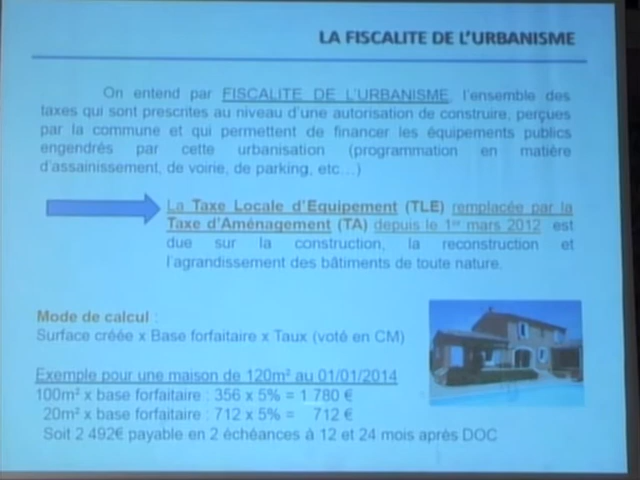 LA FISCALITE DE L'URBANISME
On entend par FISCALITE DE L'URBANISME, l'ensemble des
taxes qui sont prescrites au niveau d'une autorisation de construire, perçues
par la commune et qui permettent de financer les équipements publics
engendrés par cette urbanisation (programmation en matière
d'assainissement, de voirie, de parking, etc…)
La Taxe Locale d'Equipement (TLE) remplacée par la
Taxe d'Aménagement (TA) depuis le 1er mars 2012 est
due sur la construction, la reconstruction et
l'agrandissement des bâtiments de toute nature.
Mode de calcul :
Surface créée x Base forfaitaire x Taux (voté en CM)
Exemple pour une maison de 120m² au 01/01/2014
100m² x base forfaitaire : 356 x 5% = 1 780 €
20m² x base forfaitaire : 712 x 5% = 712 €
Soit 2 492€ payable en 2 échéances à 12 et 24 mois après DOC